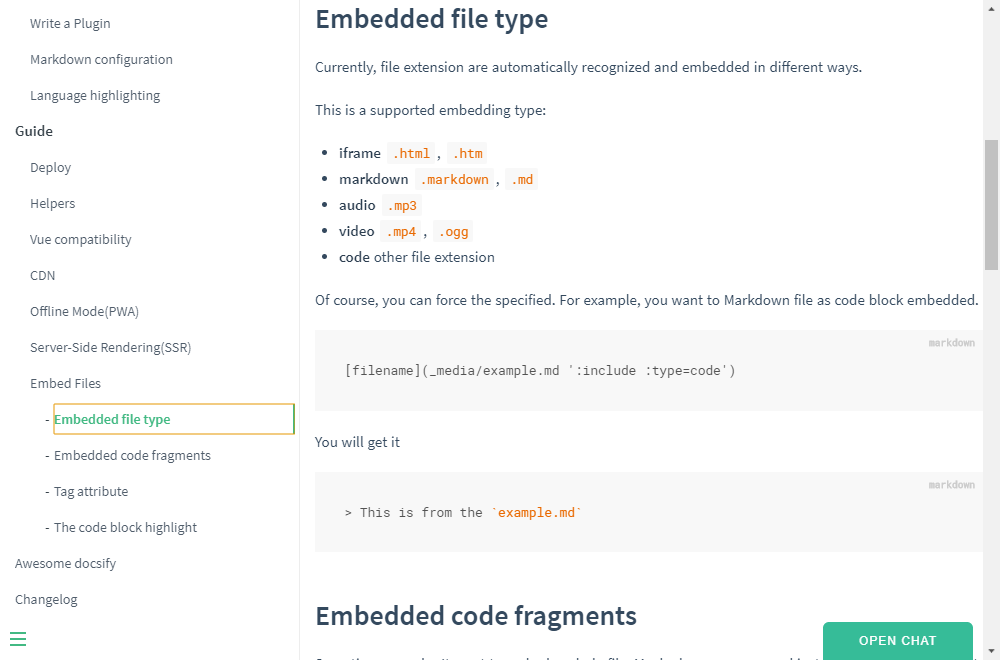 Write a Plugin
Markdown configuration
Language highlighting
Guide
Deploy
Helpers
Vue compatibility
CDN
Offline Mode(PWA)
Server-Side Rendering(SSR)
Embed Files
- Embedded file type
- Embedded code fragments
- Tag attribute
- The code block highlight
Awesome docsify
Changelog
Embedded file type
Currently, file extension are automatically recognized and embedded in different ways.
This is a supported embedding type:
• iframe .html , .htm
• markdown .markdown , .md
• audio .mp3
• video .mp4 , .ogg
• code other file extension
Of course, you can force the specified. For example, you want to Markdown file as code block embedded.
markdown
[filename](_media/example.md ':include :type=code')
You will get it
markdown
> This is from the `example.md`
Embedded code fragments
OPEN CHAT